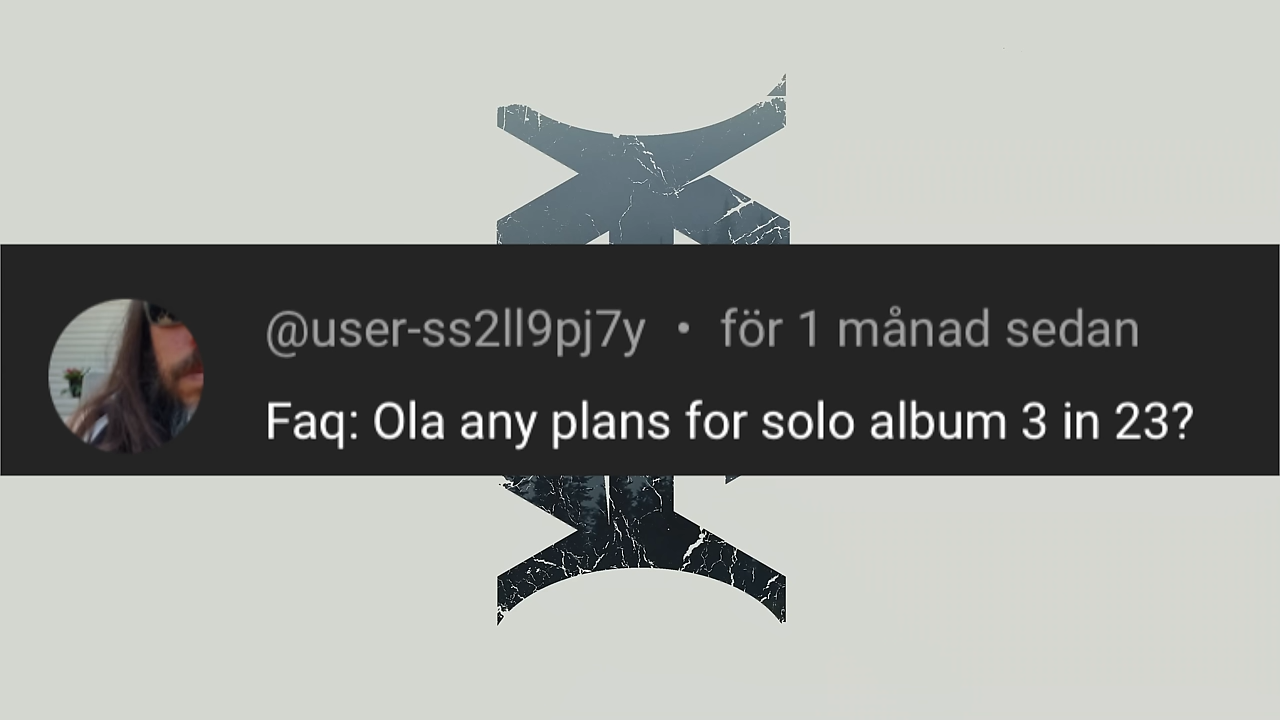 @user-ss2ll9pj7y • för 1 månad sedan
Faq: Ola any plans for solo album 3 in 23?